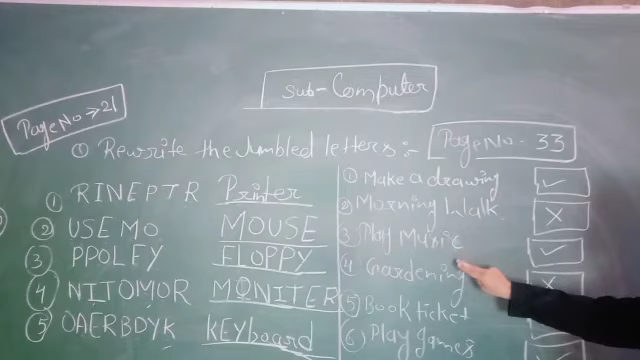 Sub-Computer
Page No → 21
① Rewrite the Jumbled letters :-
① RINEPTR Printer
② USEMO MOUSE
③ PPOLFY FLOPPY
④ NITOMOR MONITER
⑤ OAERBDYK KEYboard
Page No. 33
① Make a drawing ✓
② Morning Walk ×
③ Play Music ✓
④ Gardening ×
⑤ Book ticket
⑥ Play games